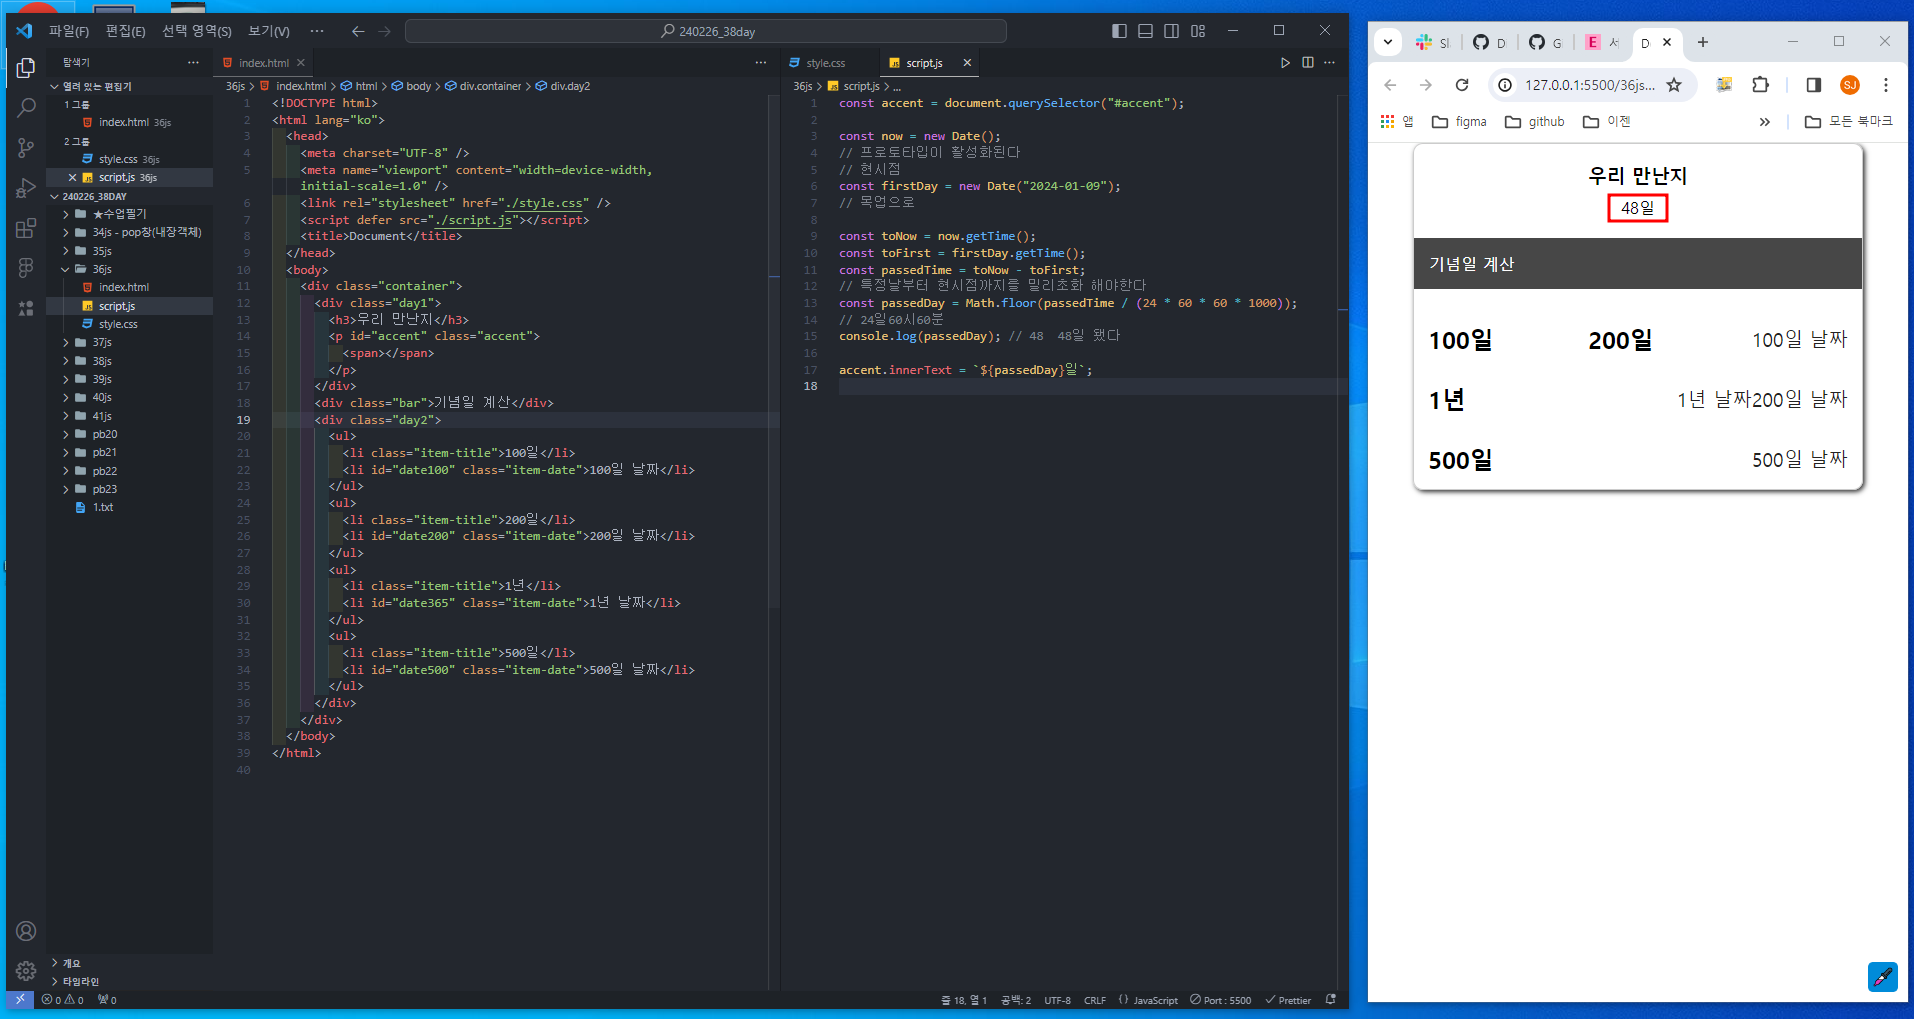 파일(F) 편집(E) 선택 영역(S) 보기(V) ··· 240226_38day
탐색기 ···
열려 있는 편집기
1 그룹
index.html 36js
2 그룹
style.css 36js
script.js 36js
240226_38DAY
★수업필기
34js - pop창(내장객체)
35js
36js
index.html
script.js
style.css
37js
38js
39js
40js
41js
pb20
pb21
pb22
pb23
1.txt
개요
타임라인
index.html
36js > index.html > html > body > div.container > div.day2
1 <!DOCTYPE html>
2 <html lang="ko">
3 <head>
4 <meta charset="UTF-8" />
5 <meta name="viewport" content="width=device-width,
initial-scale=1.0" />
6 <link rel="stylesheet" href="./style.css" />
7 <script defer src="./script.js"></script>
8 <title>Document</title>
9 </head>
10 <body>
11 <div class="container">
12 <div class="day1">
13 <h3>우리 만난지</h3>
14 <p id="accent" class="accent">
15 <span></span>
16 </p>
17 </div>
18 <div class="bar">기념일 계산</div>
19 <div class="day2">
20 <ul>
21 <li class="item-title">100일</li>
22 <li id="date100" class="item-date">100일 날짜</li>
23 </ul>
24 <ul>
25 <li class="item-title">200일</li>
26 <li id="date200" class="item-date">200일 날짜</li>
27 </ul>
28 <ul>
29 <li class="item-title">1년</li>
30 <li id="date365" class="item-date">1년 날짜</li>
31 </ul>
32 <ul>
33 <li class="item-title">500일</li>
34 <li id="date500" class="item-date">500일 날짜</li>
35 </ul>
36 </div>
37 </div>
38 </body>
39 </html>
40
style.css script.js
36js > script.js > ...
1 const accent = document.querySelector("#accent");
2
3 const now = new Date();
4 // 프로토타입이 활성화된다
5 // 현시점
6 const firstDay = new Date("2024-01-09");
7 // 목업으로
8
9 const toNow = now.getTime();
10 const toFirst = firstDay.getTime();
11 const passedTime = toNow - toFirst;
12 // 특정날부터 현시점까지를 밀리초화 해야한다
13 const passedDay = Math.floor(passedTime / (24 * 60 * 60 * 1000));
14 // 24일60시60분
15 console.log(passedDay); // 48 48일 됐다
16
17 accent.innerText = `${passedDay}일`;
18
0 0 0 줄 18, 열 1 공백: 2 UTF-8 CRLF {} JavaScript Port : 5500 Prettier
Sl D G E 서 D
127.0.0.1:5500/36js... SJ
앱 figma github 이젠 » 모든 북마크
우리 만난지
48일
기념일 계산
100일 200일 100일 날짜
1년 1년 날짜200일 날짜
500일 500일 날짜